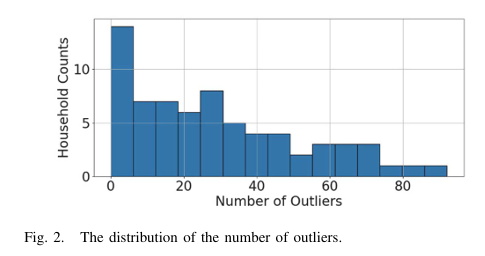 10
5
0
Household Counts
0 20 40 60 80
Number of Outliers
Fig. 2. The distribution of the number of outliers.